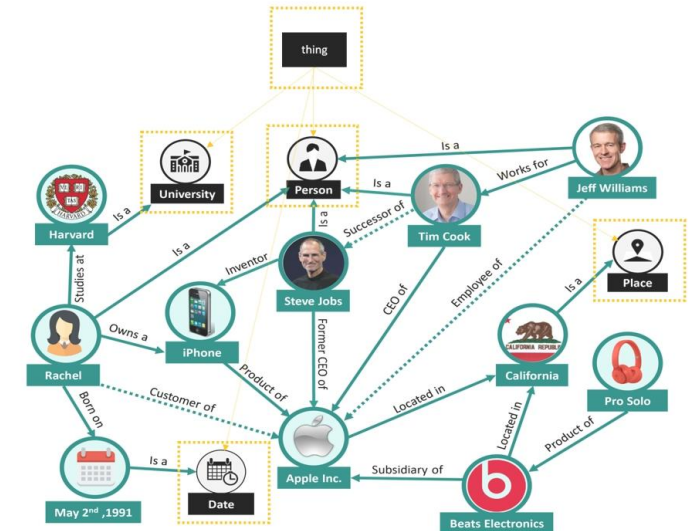 thing
Is a
University
Person
Is a
Works for
Jeff Williams
HARVARD
Harvard
Is a
Is a
Is a
Successor of
Tim Cook
Studies at
Inventor
Steve Jobs
CEO of
Employee of
Is a
Place
Owns a
iPhone
Former CEO of
CALIFORNIA REPUBLIC
California
Rachel
Customer of
Product of
Located in
Pro Solo
Born on
Is a
Apple Inc.
Subsidiary of
Located in
Product of
May 2nd ,1991
Date
b
Beats Electronics